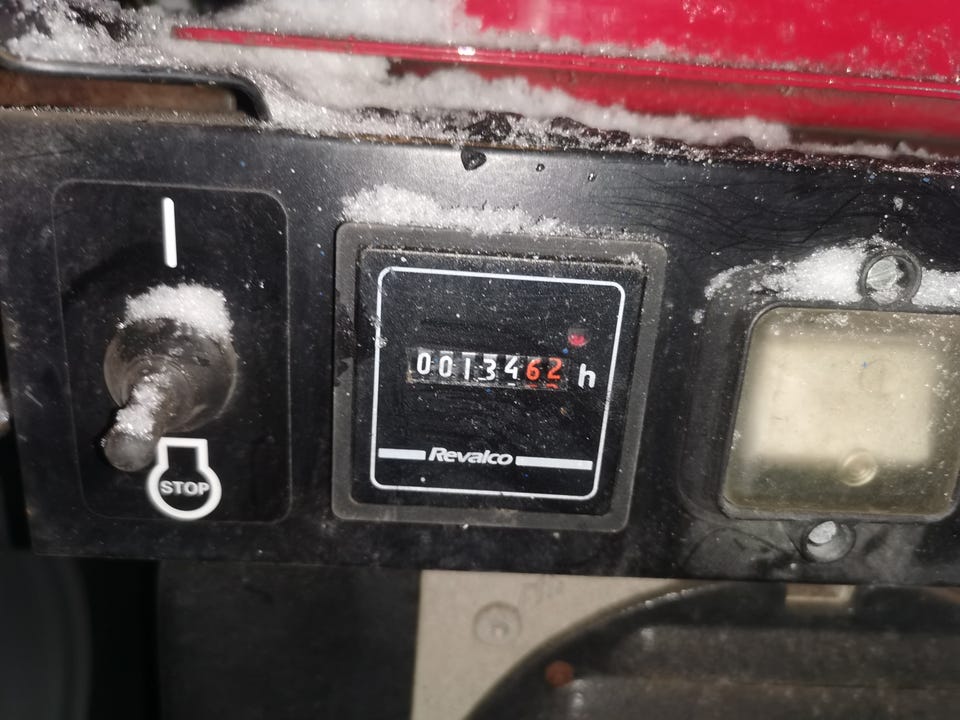 0013462 h
Revalco
STOP